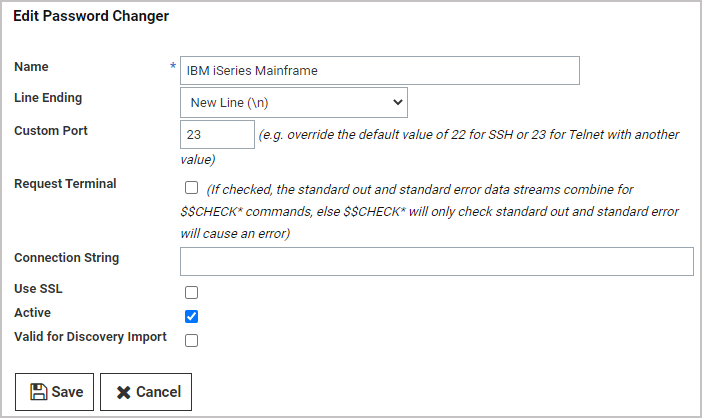 Edit Password Changer
Name * IBM iSeries Mainframe
Line Ending New Line (\n)
Custom Port 23 (e.g. override the default value of 22 for SSH or 23 for Telnet with another
value)
Request Terminal (If checked, the standard out and standard error data streams combine for
$$CHECK* commands, else $$CHECK* will only check standard out and standard error
will cause an error)
Connection String
Use SSL
Active
Valid for Discovery Import
Save Cancel